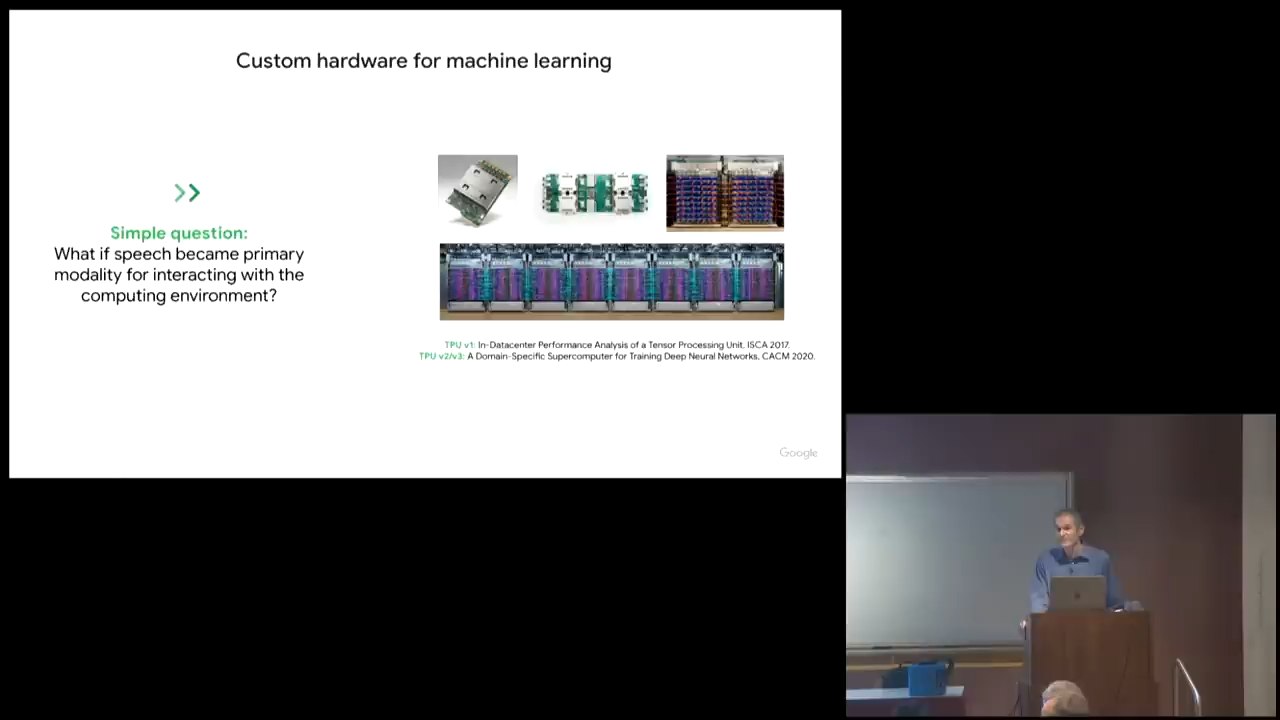 Custom hardware for machine learning
Simple question:
What if speech became primary
modality for interacting with the
computing environment?
TPU v1: In-Datacenter Performance Analysis of a Tensor Processing Unit, ISCA 2017.
TPU v2/v3: A Domain-Specific Supercomputer for Training Deep Neural Networks, CACM 2020.
Google